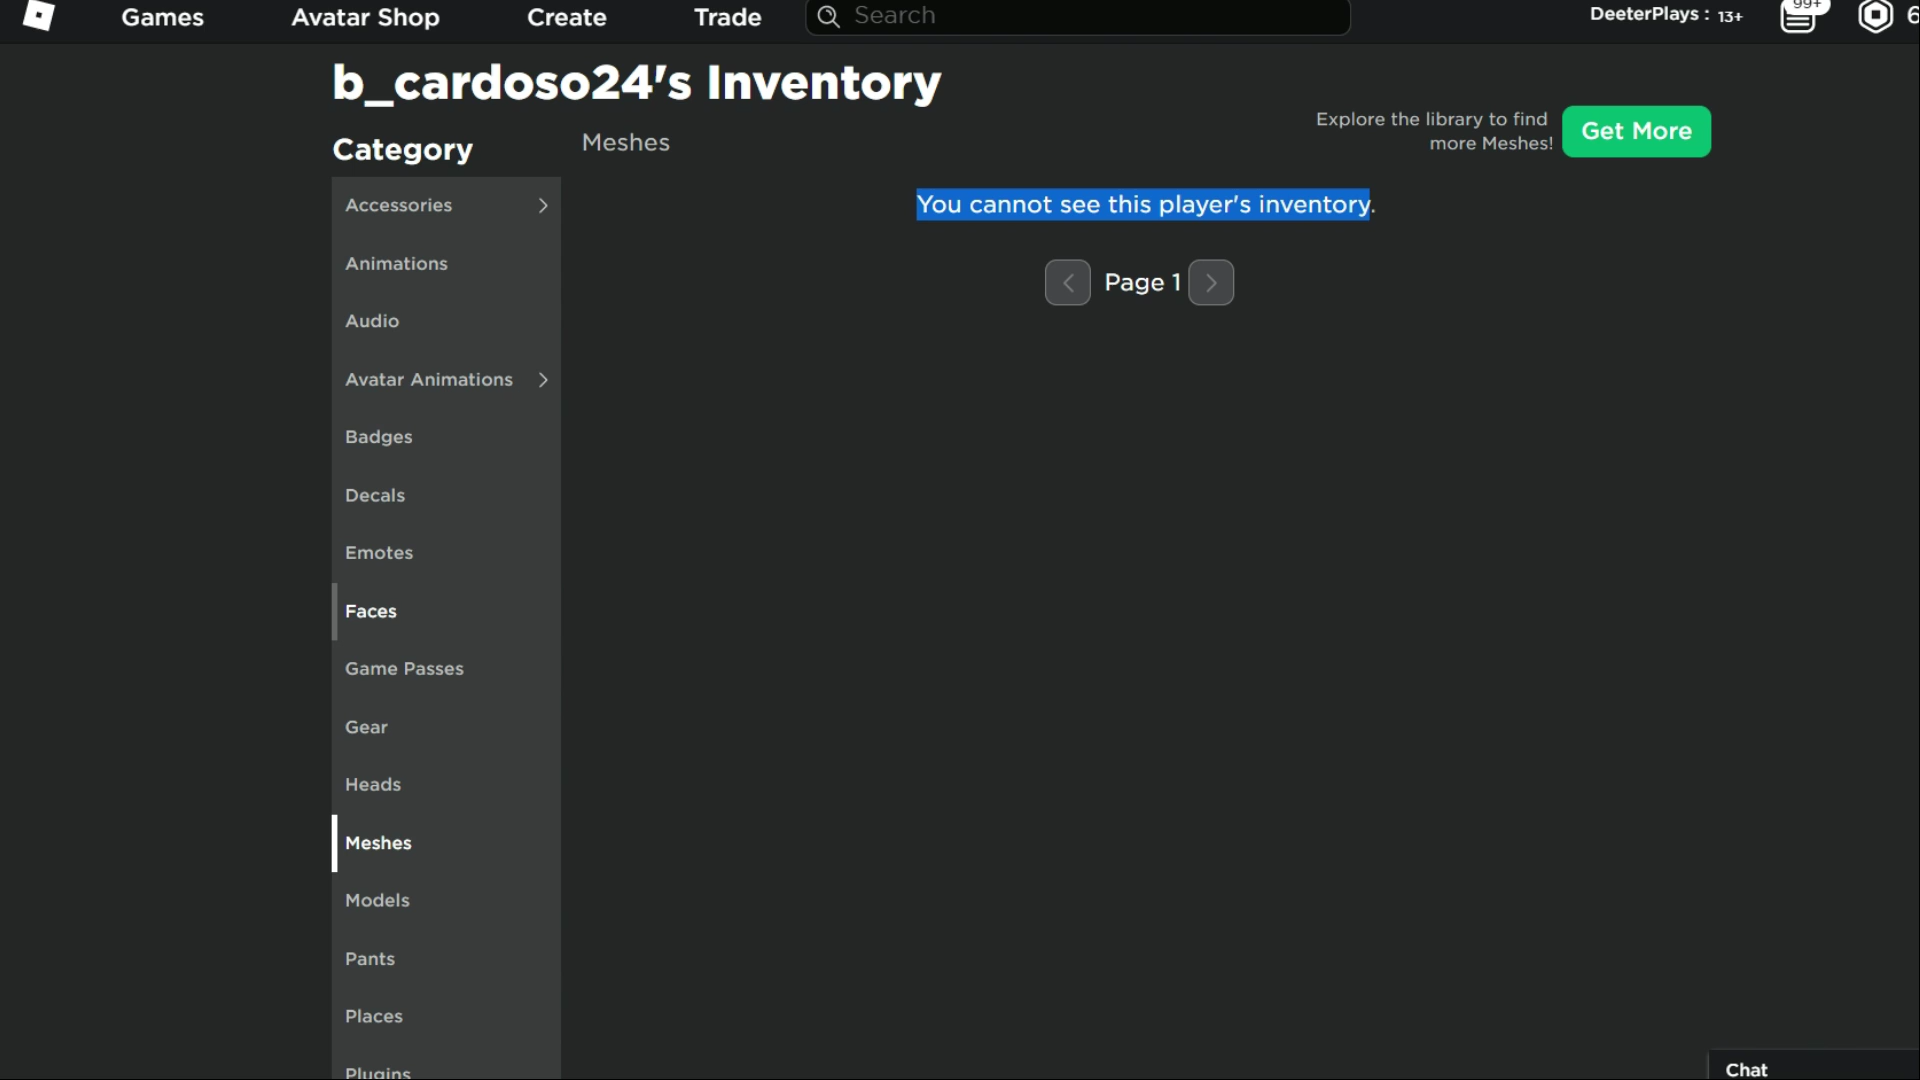 Games
Avatar Shop
Create
Trade
Search
DeeterPlays : 13+
99+
6
b_cardoso24's Inventory
Category
Meshes
Explore the library to find
more Meshes!
Get More
Accessories
Animations
Audio
Avatar Animations
Badges
Decals
Emotes
Faces
Game Passes
Gear
Heads
Meshes
Models
Pants
Places
Plugins
You cannot see this player's inventory.
Page 1
Chat